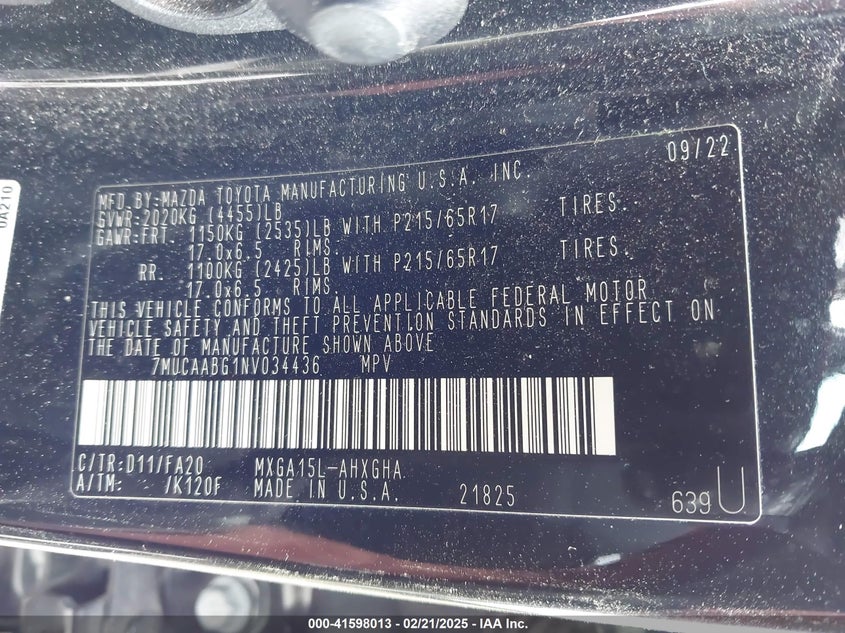 0A210
09/22
MFD.BY:MAZDA TOYOTA MANUFACTURING U.S.A. INC
GVWR:2020KG (4455)LB
GAWR:FRT. 1150KG (2535)LB WITH P215/65R17 TIRES.
17.0x6.5 RIMS.
RR. 1100KG (2425)LB WITH P215/65R17 TIRES.
17.0x6.5 RIMS.
THIS VEHICLE CONFORMS TO ALL APPLICABLE FEDERAL MOTOR
VEHICLE SAFETY AND THEFT PREVENTION STANDARDS IN EFFECT ON
THE DATE OF MANUFACTURE SHOWN ABOVE
7MUCAABG1NV034436 MPV
C/TR:D11/FA20 MXGA15L-AHXGHA
A/TM: /K120F MADE IN U.S.A. 21825
639 U
000-41598013 - 02/21/2025 - IAA Inc.